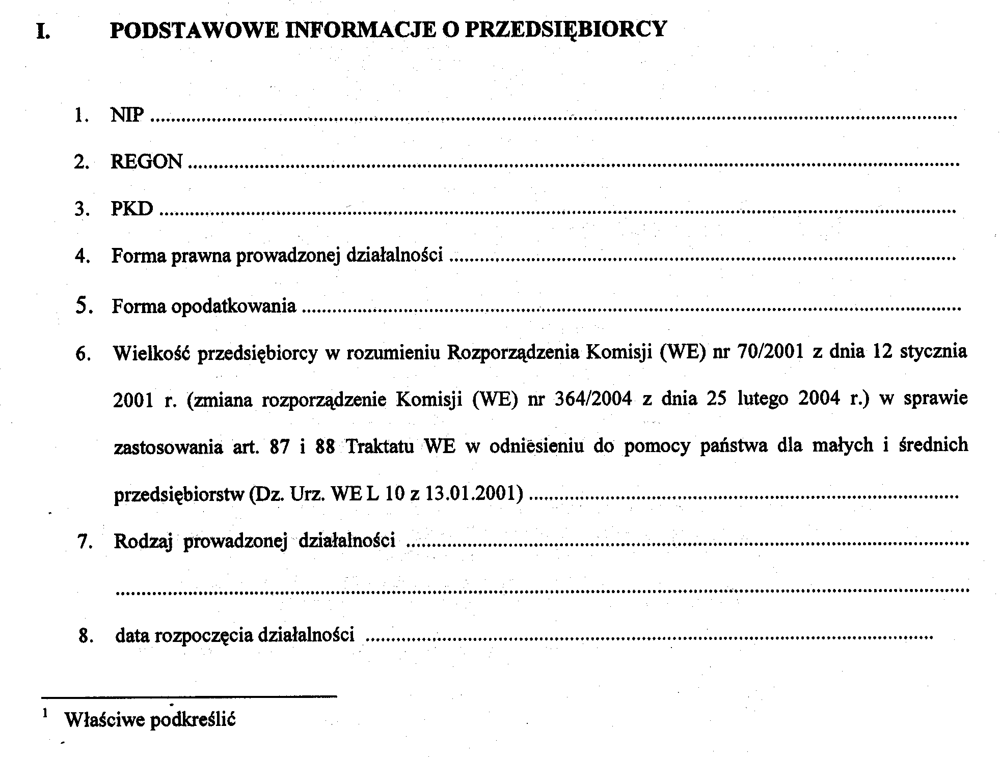 I. PODSTAWOWE INFORMACJE O PRZEDSIĘBIORCY
1. NIP ........................................................................
2. REGON ........................................................................
3. PKD ........................................................................
4. Forma prawna prowadzonej działalności ........................................................................
5. Forma opodatkowania ........................................................................
6. Wielkość przedsiębiorcy w rozumieniu Rozporządzenia Komisji (WE) nr 70/2001 z dnia 12 stycznia
2001 r. (zmiana rozporządzenie Komisji (WE) nr 364/2004 z dnia 25 lutego 2004 r.) w sprawie
zastosowania art. 87 i 88 Traktatu WE w odniesieniu do pomocy państwa dla małych i średnich
przedsiębiorstw (Dz. Urz. WE L 10 z 13.01.2001) ........................................................................
7. Rodzaj prowadzonej działalności ........................................................................
........................................................................
8. data rozpoczęcia działalności ........................................................................
1 Właściwe podkreślić